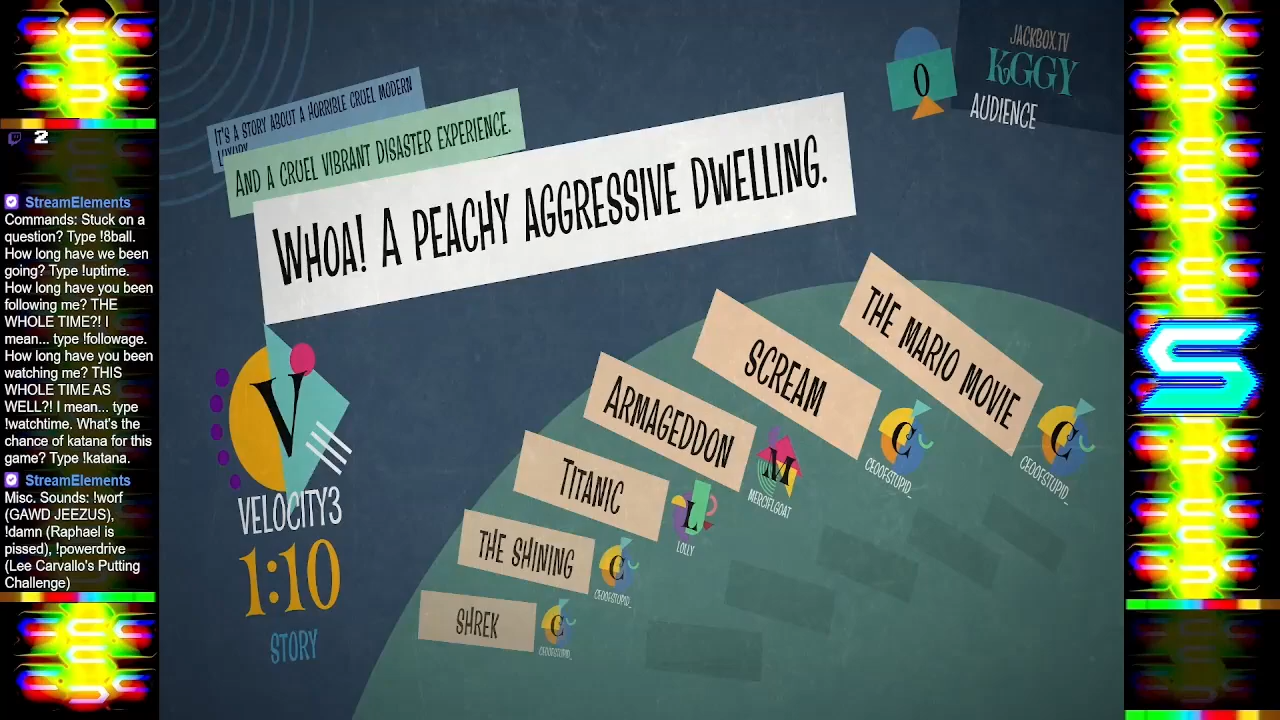 JACKBOX.TV
KGGY
0
AUDIENCE
IT'S A STORY ABOUT A HORRIBLE CRUEL MODERN
LUXURY
AND A CRUEL VIBRANT DISASTER EXPERIENCE.
WHOA! A PEACHY AGGRESSIVE DWELLING.
THE MARIO MOVIE
C
CEOOFSTUPID_
SCREAM
C
CEOOFSTUPID_
ARMAGEDDON
M
MERCIFLGOAT
TITANIC
L
LOLLY
THE SHINING
C
CEOOFSTUPID_
SHREK
C
CEOOFSTUPID_
V
VELOCITY3
1:10
STORY
2
StreamElements
Commands: Stuck on a
question? Type !8ball.
How long have we been
going? Type !uptime.
How long have you been
following me? THE
WHOLE TIME?! I
mean... type !followage.
How long have you been
watching me? THIS
WHOLE TIME AS
WELL?! I mean... type
!watchtime. What's the
chance of katana for this
game? Type !katana.
StreamElements
Misc. Sounds: !worf
(GAWD JEEZUS),
!damn (Raphael is
pissed), !powerdrive
(Lee Carvallo's Putting
Challenge)
S